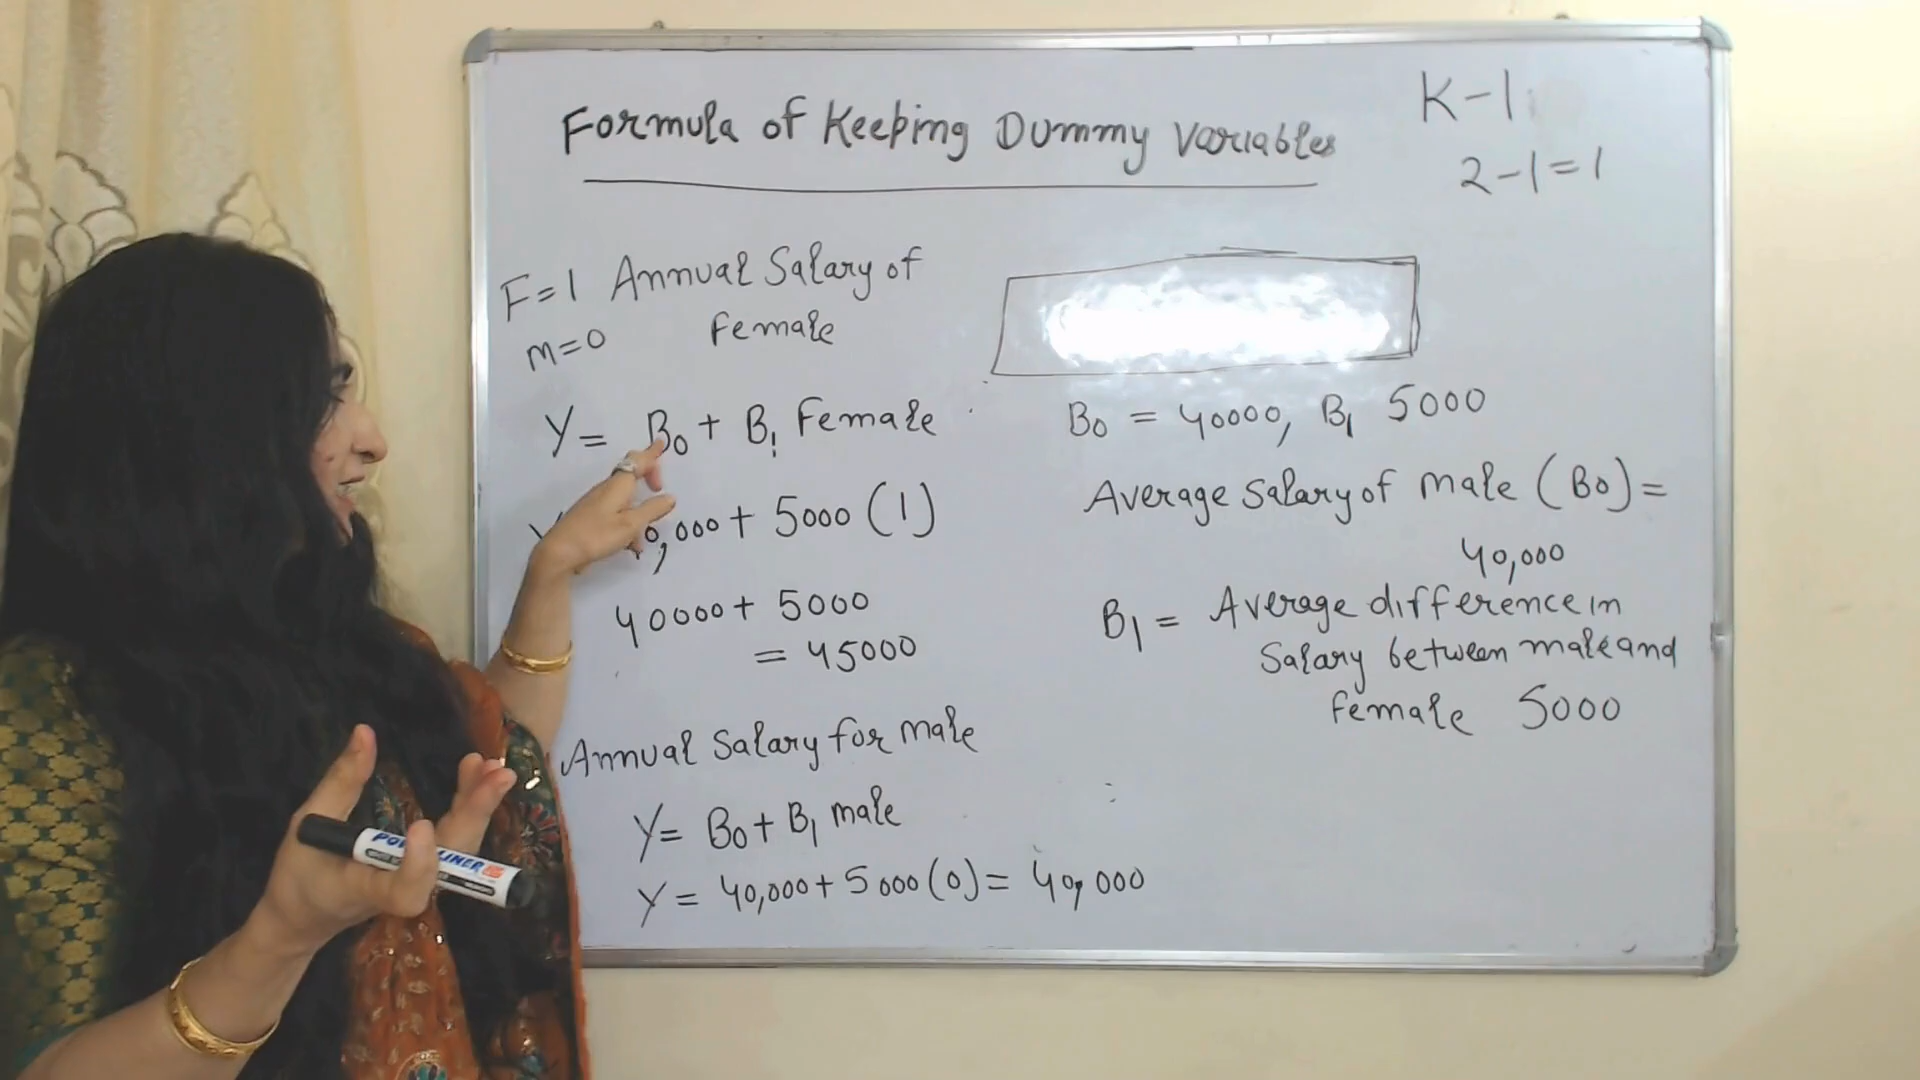 Formula of Keeping Dummy Variables
K-1
2-1=1
F=1 Annual Salary of
m=0 Female
Y= B0 + B1 Female
0,000 + 5000 (1)
40000 + 5000
= 45000
Annual Salary for male
Y= B0 + B1 male
Y = 40,000 + 5000 (0) = 40,000
B0 = 40000, B1 5000
Average Salary of male (B0) =
40,000
B1 = Average difference in
Salary between male and
female 5000